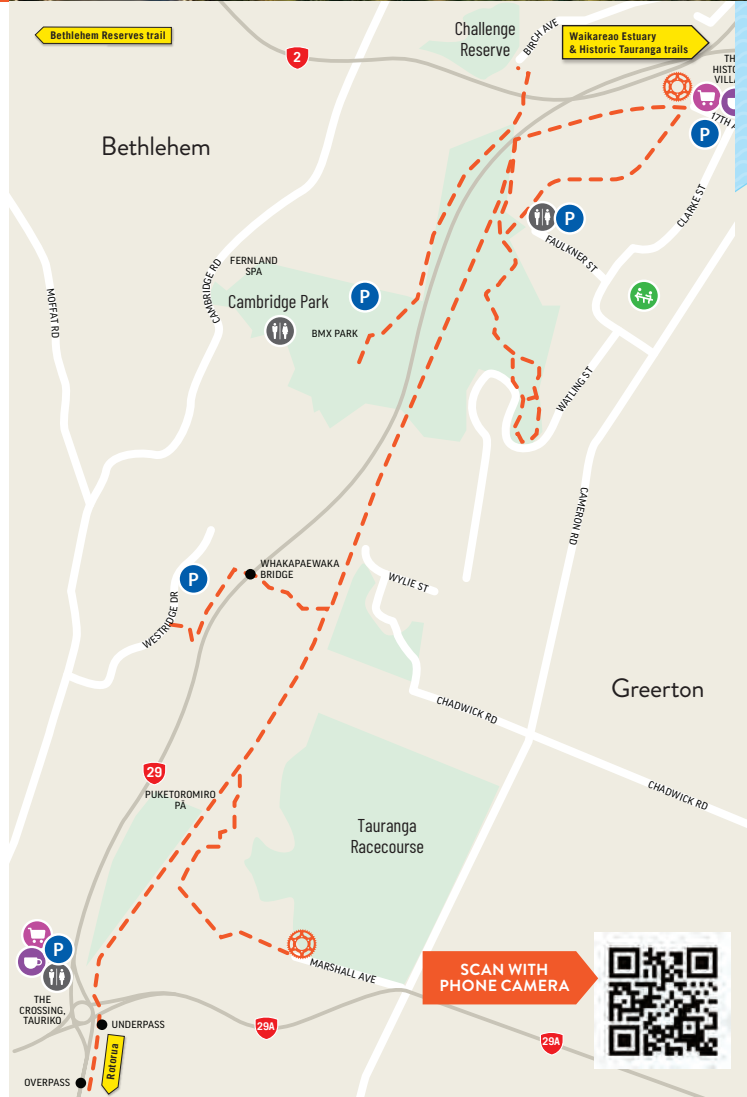 Bethlehem Reserves trail
Challenge
Reserve
BIRCH AVE
Waikareao Estuary
& Historic Tauranga trails
2
Bethlehem
17TH
P
CLARKE ST
P
FAULKNER ST
MOFFAT RD
CAMBRIDGE RD
FERNLAND
SPA
P
Cambridge Park
BMX PARK
WATLING ST
CAMERON RD
WHAKAPAEWAKA
BRIDGE
P
WYLIE ST
WESTRIDGE DR
Greerton
CHADWICK RD
29
PUKETOROMIRO
PĀ
CHADWICK RD
Tauranga
Racecourse
P
MARSHALL AVE
SCAN WITH
PHONE CAMERA
THE
CROSSING,
TAURIKO
UNDERPASS
29A
29A
Rotorua
OVERPASS